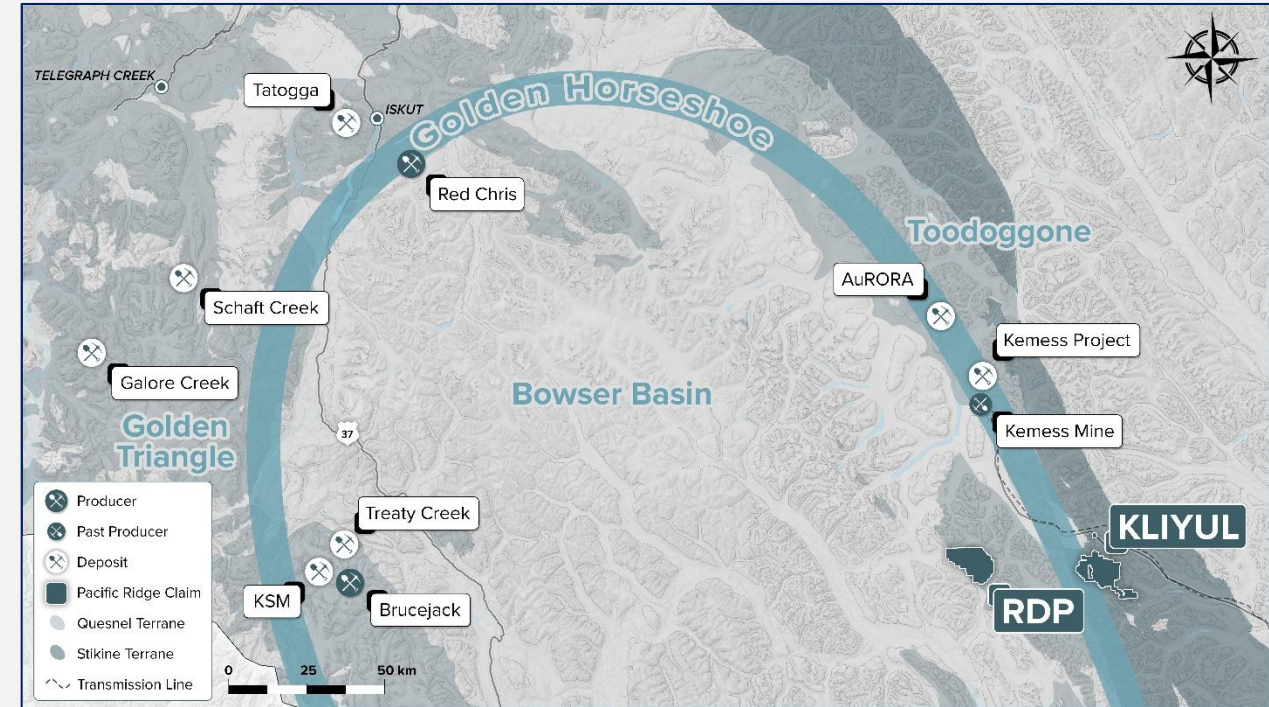 TELEGRAPH CREEK
Tatogga
ISKUT
Golden Horseshoe
Red Chris
Toodoggone
AuRORA
Schaft Creek
Kemess Project
Galore Creek
Bowser Basin
Golden
Triangle
Kemess Mine
37
Treaty Creek
KLIYUL
KSM
Brucejack
RDP
Producer
Past Producer
Deposit
Pacific Ridge Claim
Quesnel Terrane
Stikine Terrane
Transmission Line
0 25 50 km